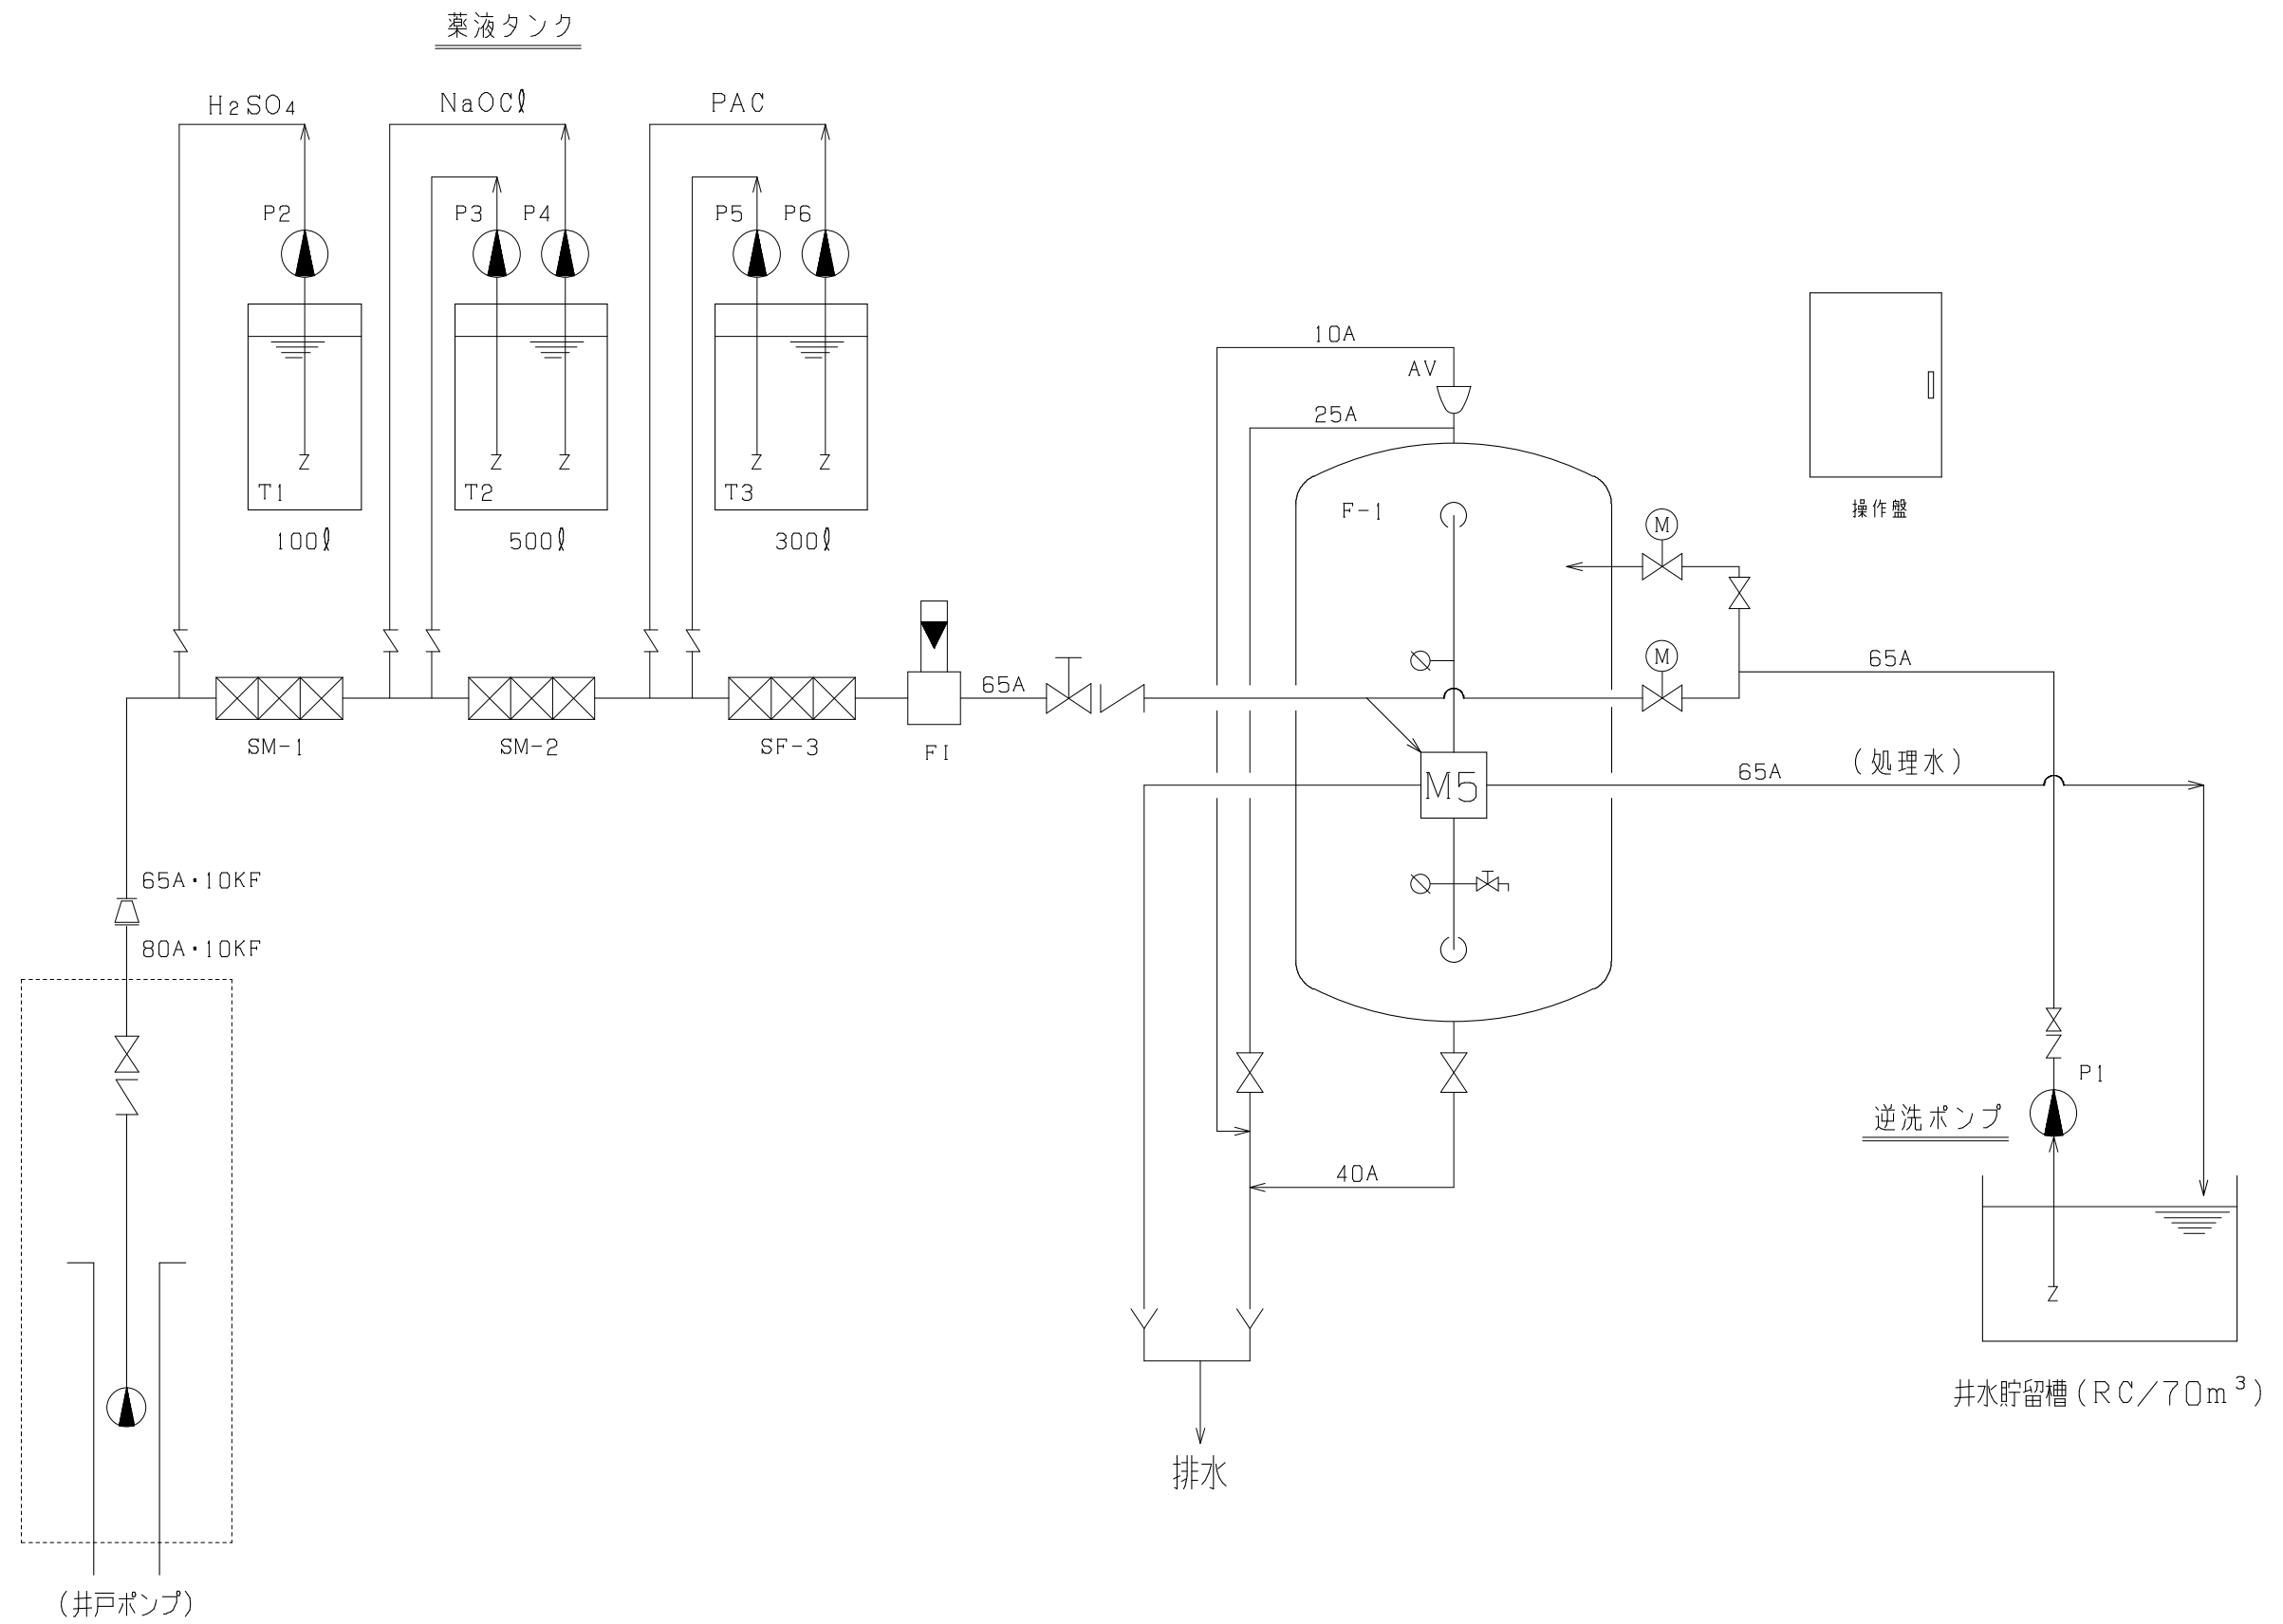 薬液タンク
H2SO4
NaOCℓ
PAC
P2
P3
P4
P5
P6
T1
T2
T3
100ℓ
500ℓ
300ℓ
10A
AV
25A
F-1
操作盤
M
M
65A
65A
SM-1
SM-2
SF-3
FI
M5
65A
(処理水)
65A・10KF
80A・10KF
P1
逆洗ポンプ
40A
Z
Z
Z
Z
Z
Z
井水貯留槽(RC/70m³)
排水
(井戸ポンプ)